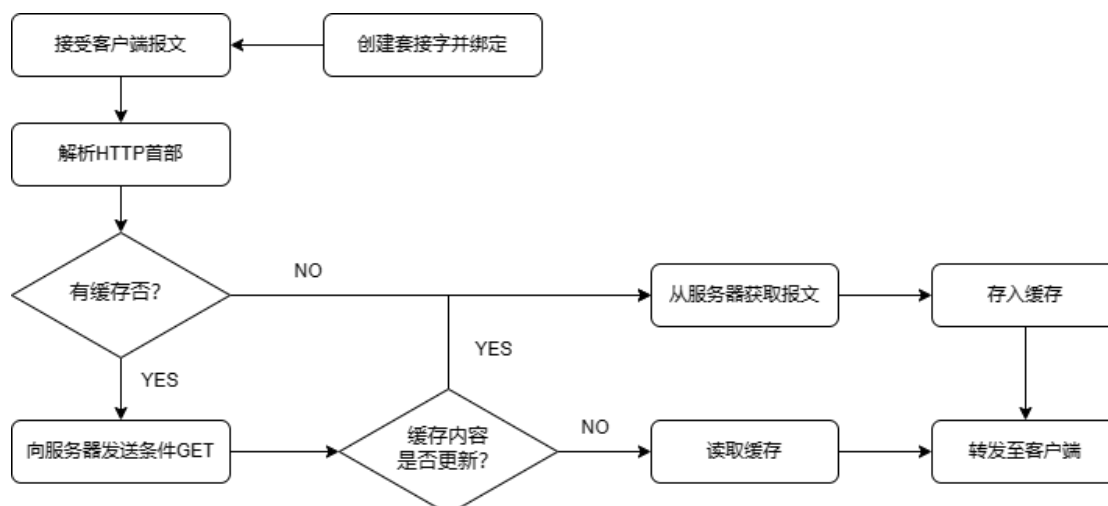 接受客户端报文
创建套接字并绑定
解析HTTP首部
有缓存否?
NO
从服务器获取报文
存入缓存
YES
YES
向服务器发送条件GET
缓存内容
是否更新?
NO
读取缓存
转发至客户端